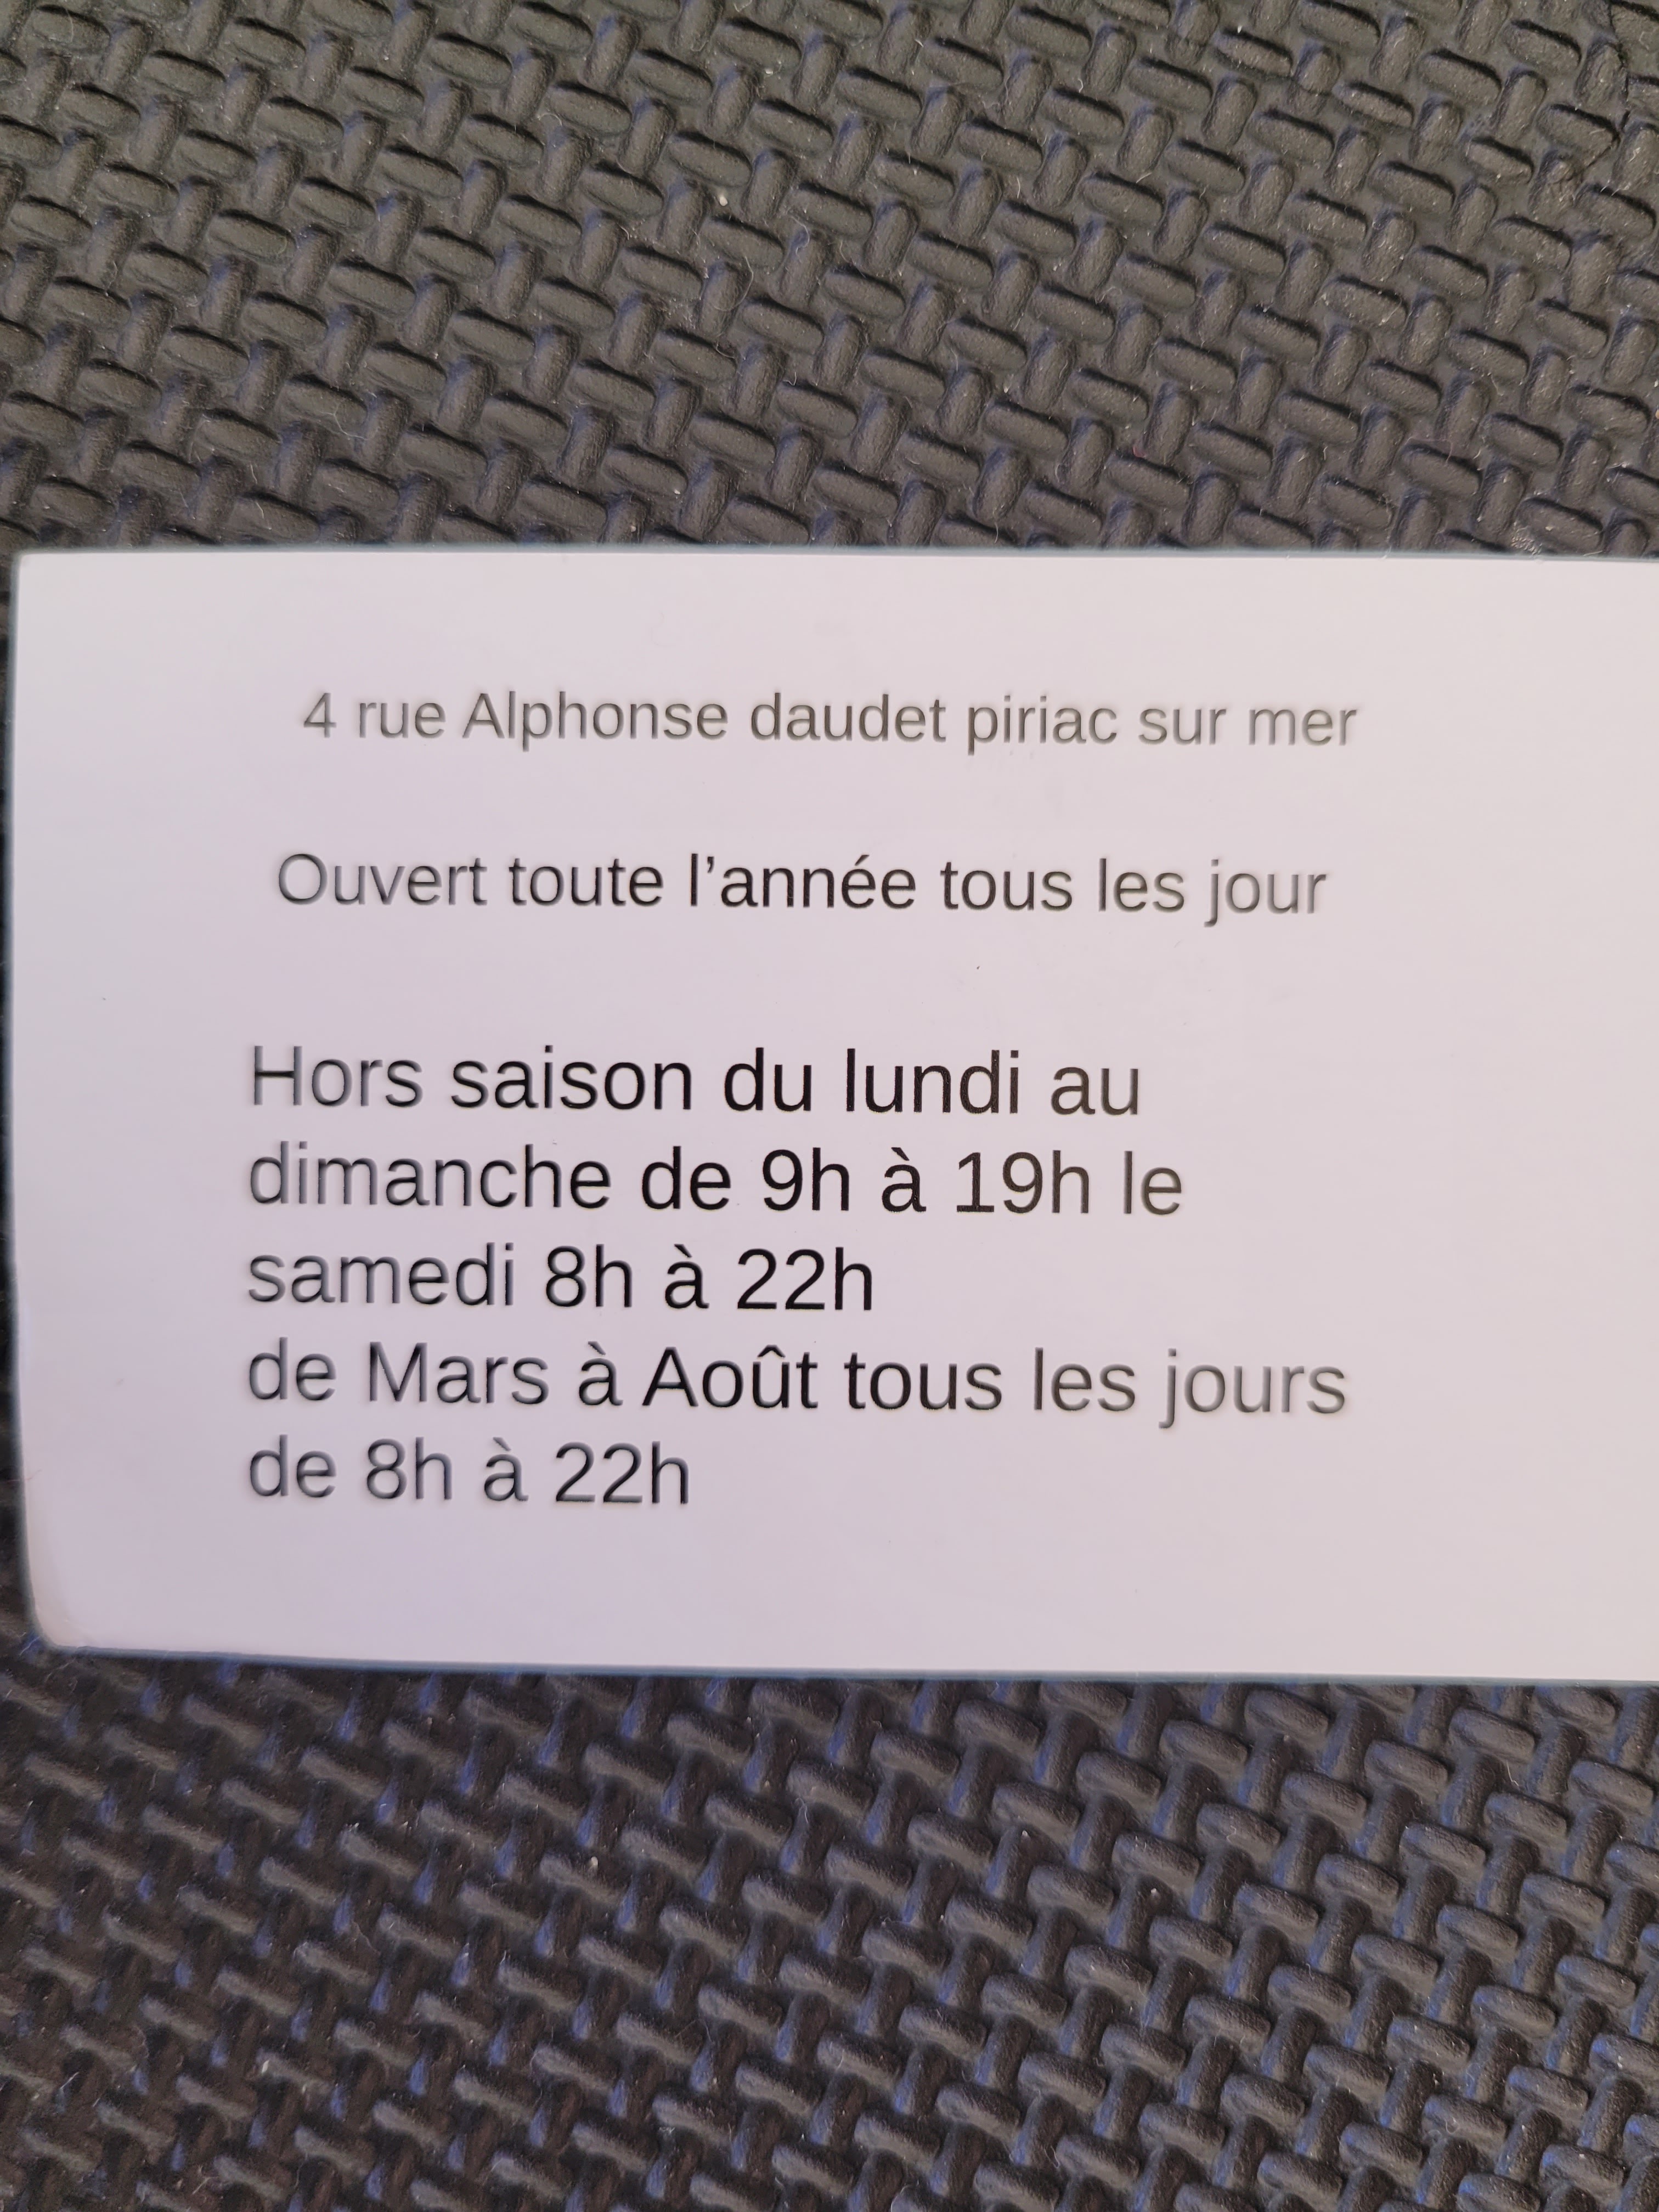 4 rue Alphonse daudet piriac sur mer
Ouvert toute l’année tous les jour
Hors saison du lundi au
dimanche de 9h à 19h le
samedi 8h à 22h
de Mars à Août tous les jours
de 8h à 22h